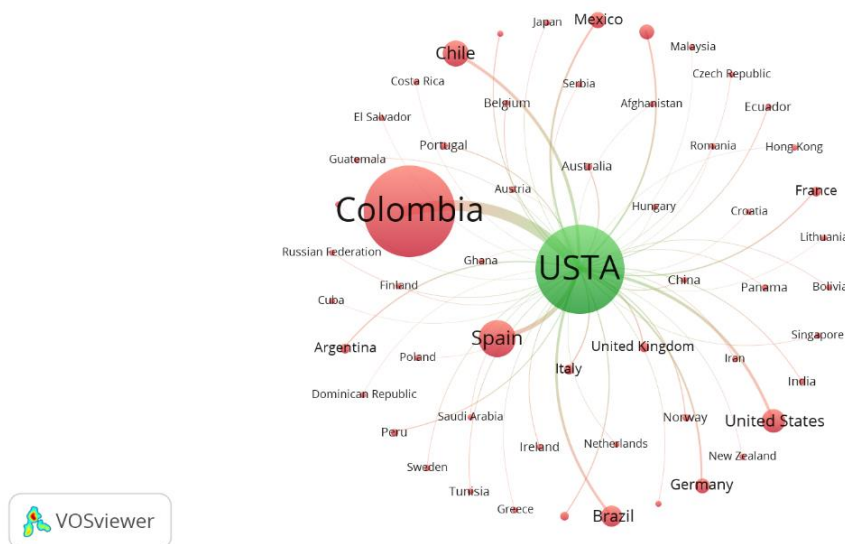 Japan
Mexico
Chile
Malaysia
Czech Republic
Costa Rica
Serbia
Belgium
Afghanistan
Ecuador
El Salvador
Portugal
Romania
Hong Kong
Guatemala
Australia
Austria
France
Colombia
Hungary
Croatia
Lithuania
Russian Federation
Ghana
USTA
China
Finland
Panama
Bolivia
Cuba
Spain
Singapore
Argentina
United Kingdom
Poland
Italy
Iran
India
Dominican Republic
Saudi Arabia
Norway
United States
Peru
Ireland
Netherlands
New Zealand
Sweden
Tunisia
Germany
Greece
Brazil
VOSviewer